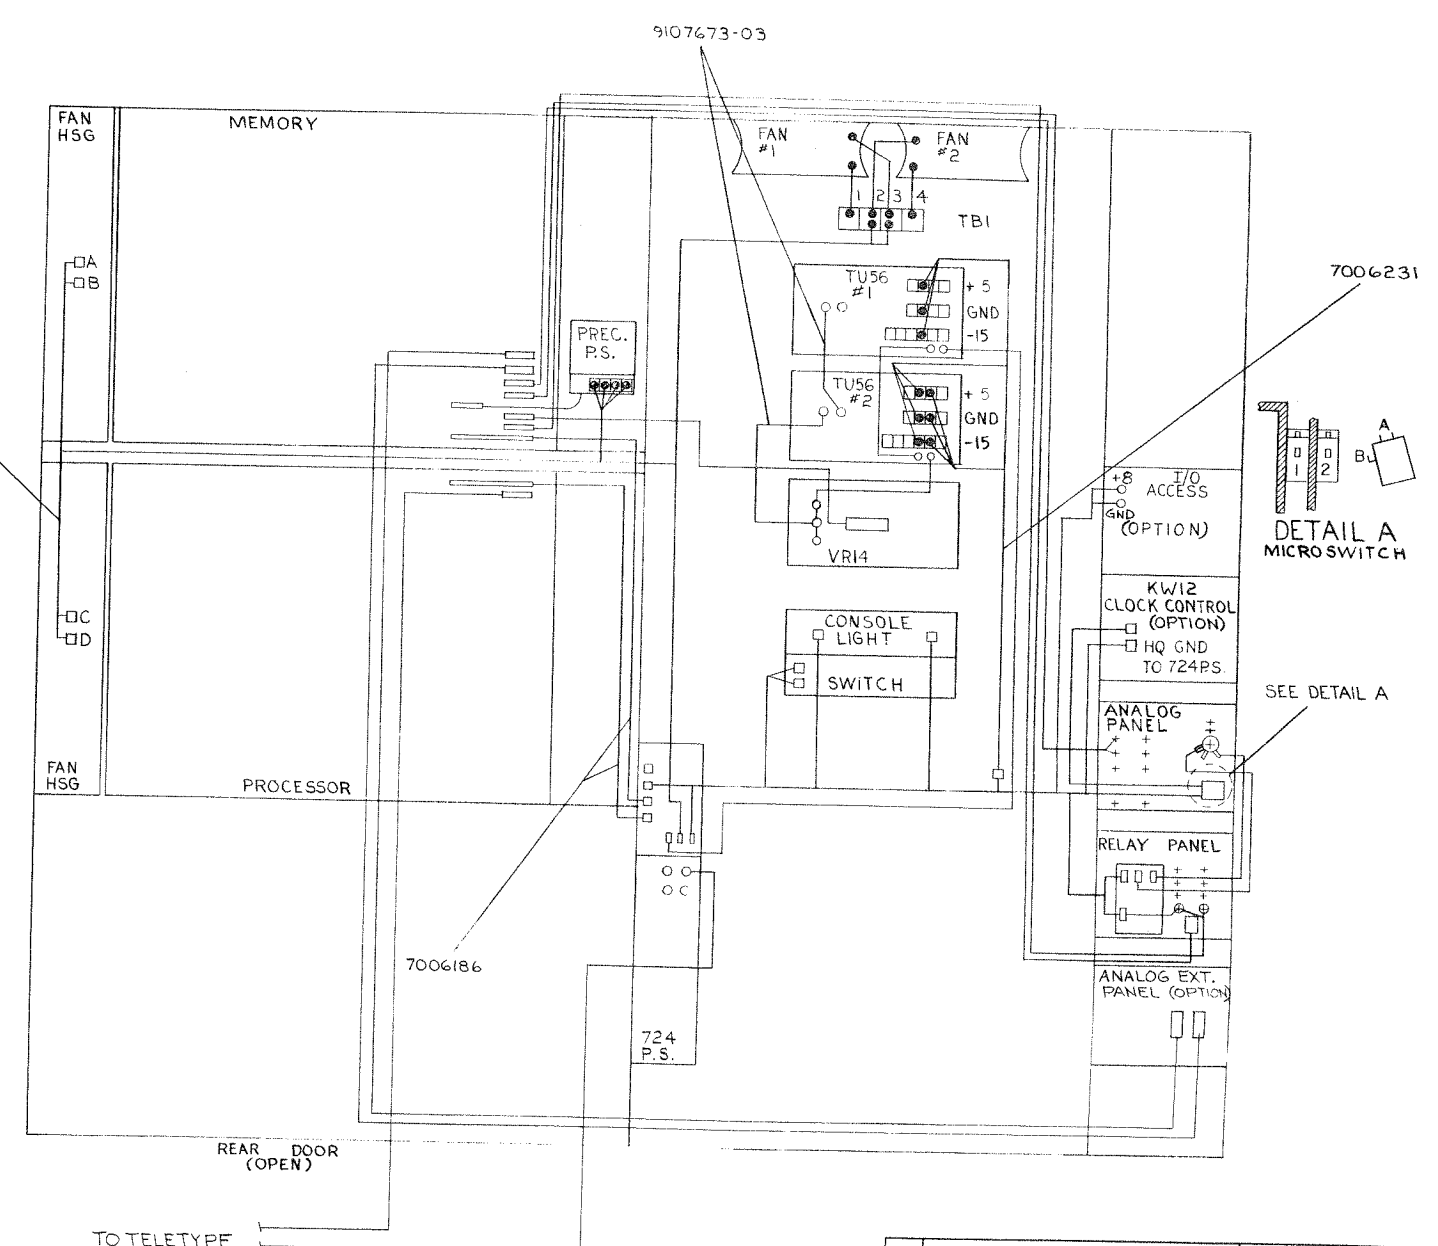 9107673-03
FAN
HSG
MEMORY
FAN
#1
FAN
#2
1 2 3 4
TB1
A
B
TU56
#1
+ 5
GND
-15
7006231
PREC.
P.S.
TU56
#2
+ 5
GND
-15
A
B
1 2
DETAIL A
MICROSWITCH
+8
I/O
ACCESS
GND
(OPTION)
VR14
KW12
CLOCK CONTROL
(OPTION)
HQ GND
TO 724 P.S.
C
D
CONSOLE
LIGHT
SWITCH
SEE DETAIL A
ANALOG
PANEL
FAN
HSG
PROCESSOR
RELAY PANEL
7006186
ANALOG EXT.
PANEL (OPTION)
724
P.S.
REAR DOOR
(OPEN)
TO TELETYPE